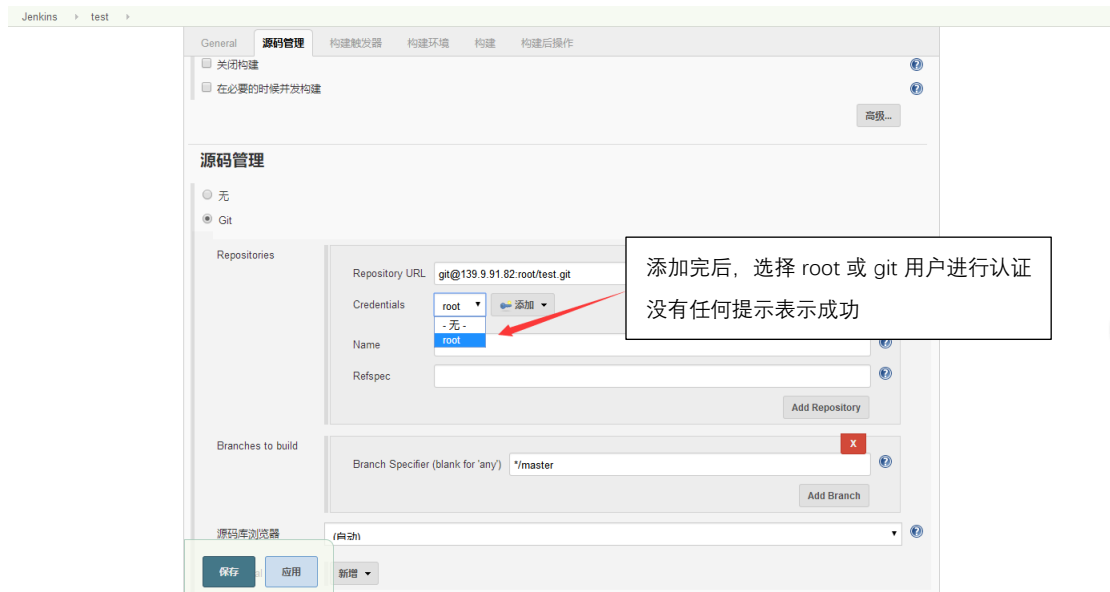 Jenkins test
General 源码管理 构建触发器 构建环境 构建 构建后操作
关闭构建
在必要的时候并发构建
高级...
源码管理
无
Git
Repositories
Repository URL git@139.9.91.82:root/test.git
添加完后，选择 root 或 git 用户进行认证
没有任何提示表示成功
Credentials root 添加
- 无 -
root
Name
Refspec
Add Repository
Branches to build
X
Branch Specifier (blank for 'any') */master
Add Branch
源码库浏览器 (自动)
保存 应用 新增